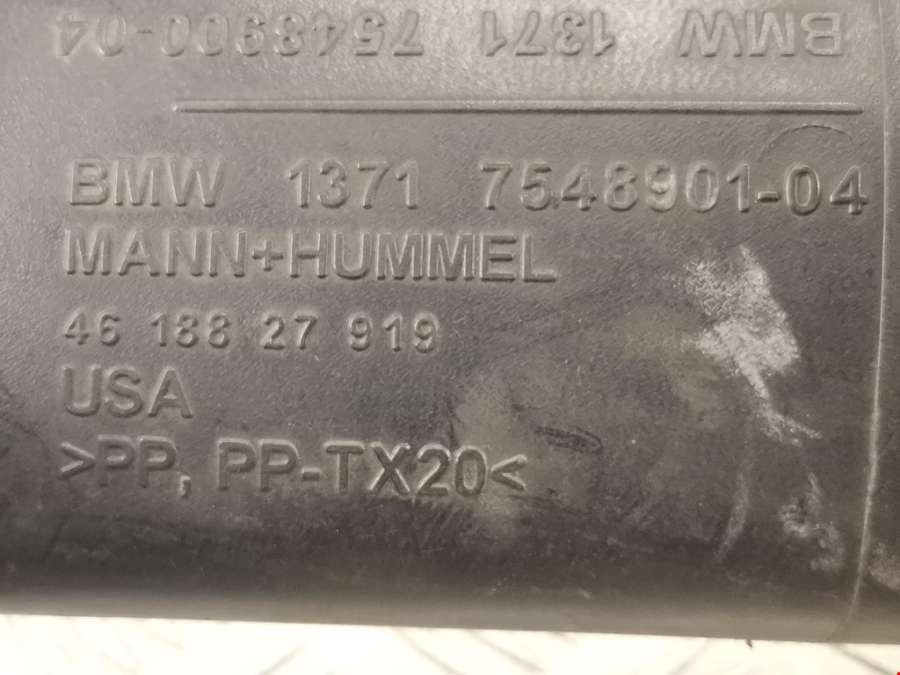 BMW 1371 7548900-04
BMW 1371 7548901-04
MANN+HUMMEL
46 188 27 919
USA
>PP, PP-TX20<